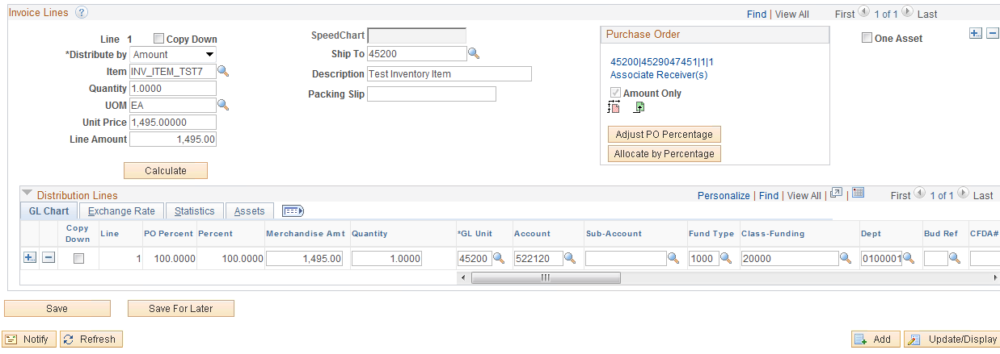 Invoice Lines ?
Find | View All First 1 of 1 Last
Line 1 Copy Down
*Distribute by Amount
Item INV_ITEM_TST7
Quantity 1.0000
UOM EA
Unit Price 1,495.00000
Line Amount 1,495.00
Calculate
SpeedChart
Ship To 45200
Description Test Inventory Item
Packing Slip
Purchase Order
45200|4529047451|1|1
Associate Receiver(s)
Amount Only
Adjust PO Percentage
Allocate by Percentage
One Asset
Distribution Lines
Personalize | Find | View All | | First 1 of 1 Last
GL Chart Exchange Rate Statistics Assets
Copy Down Line PO Percent Percent Merchandise Amt Quantity *GL Unit Account Sub-Account Fund Type Class-Funding Dept Bud Ref CFDA#
1 100.0000 100.0000 1,495.00 1.0000 45200 522120 1000 20000 0100001
Save Save For Later
Notify Refresh Add Update/Display